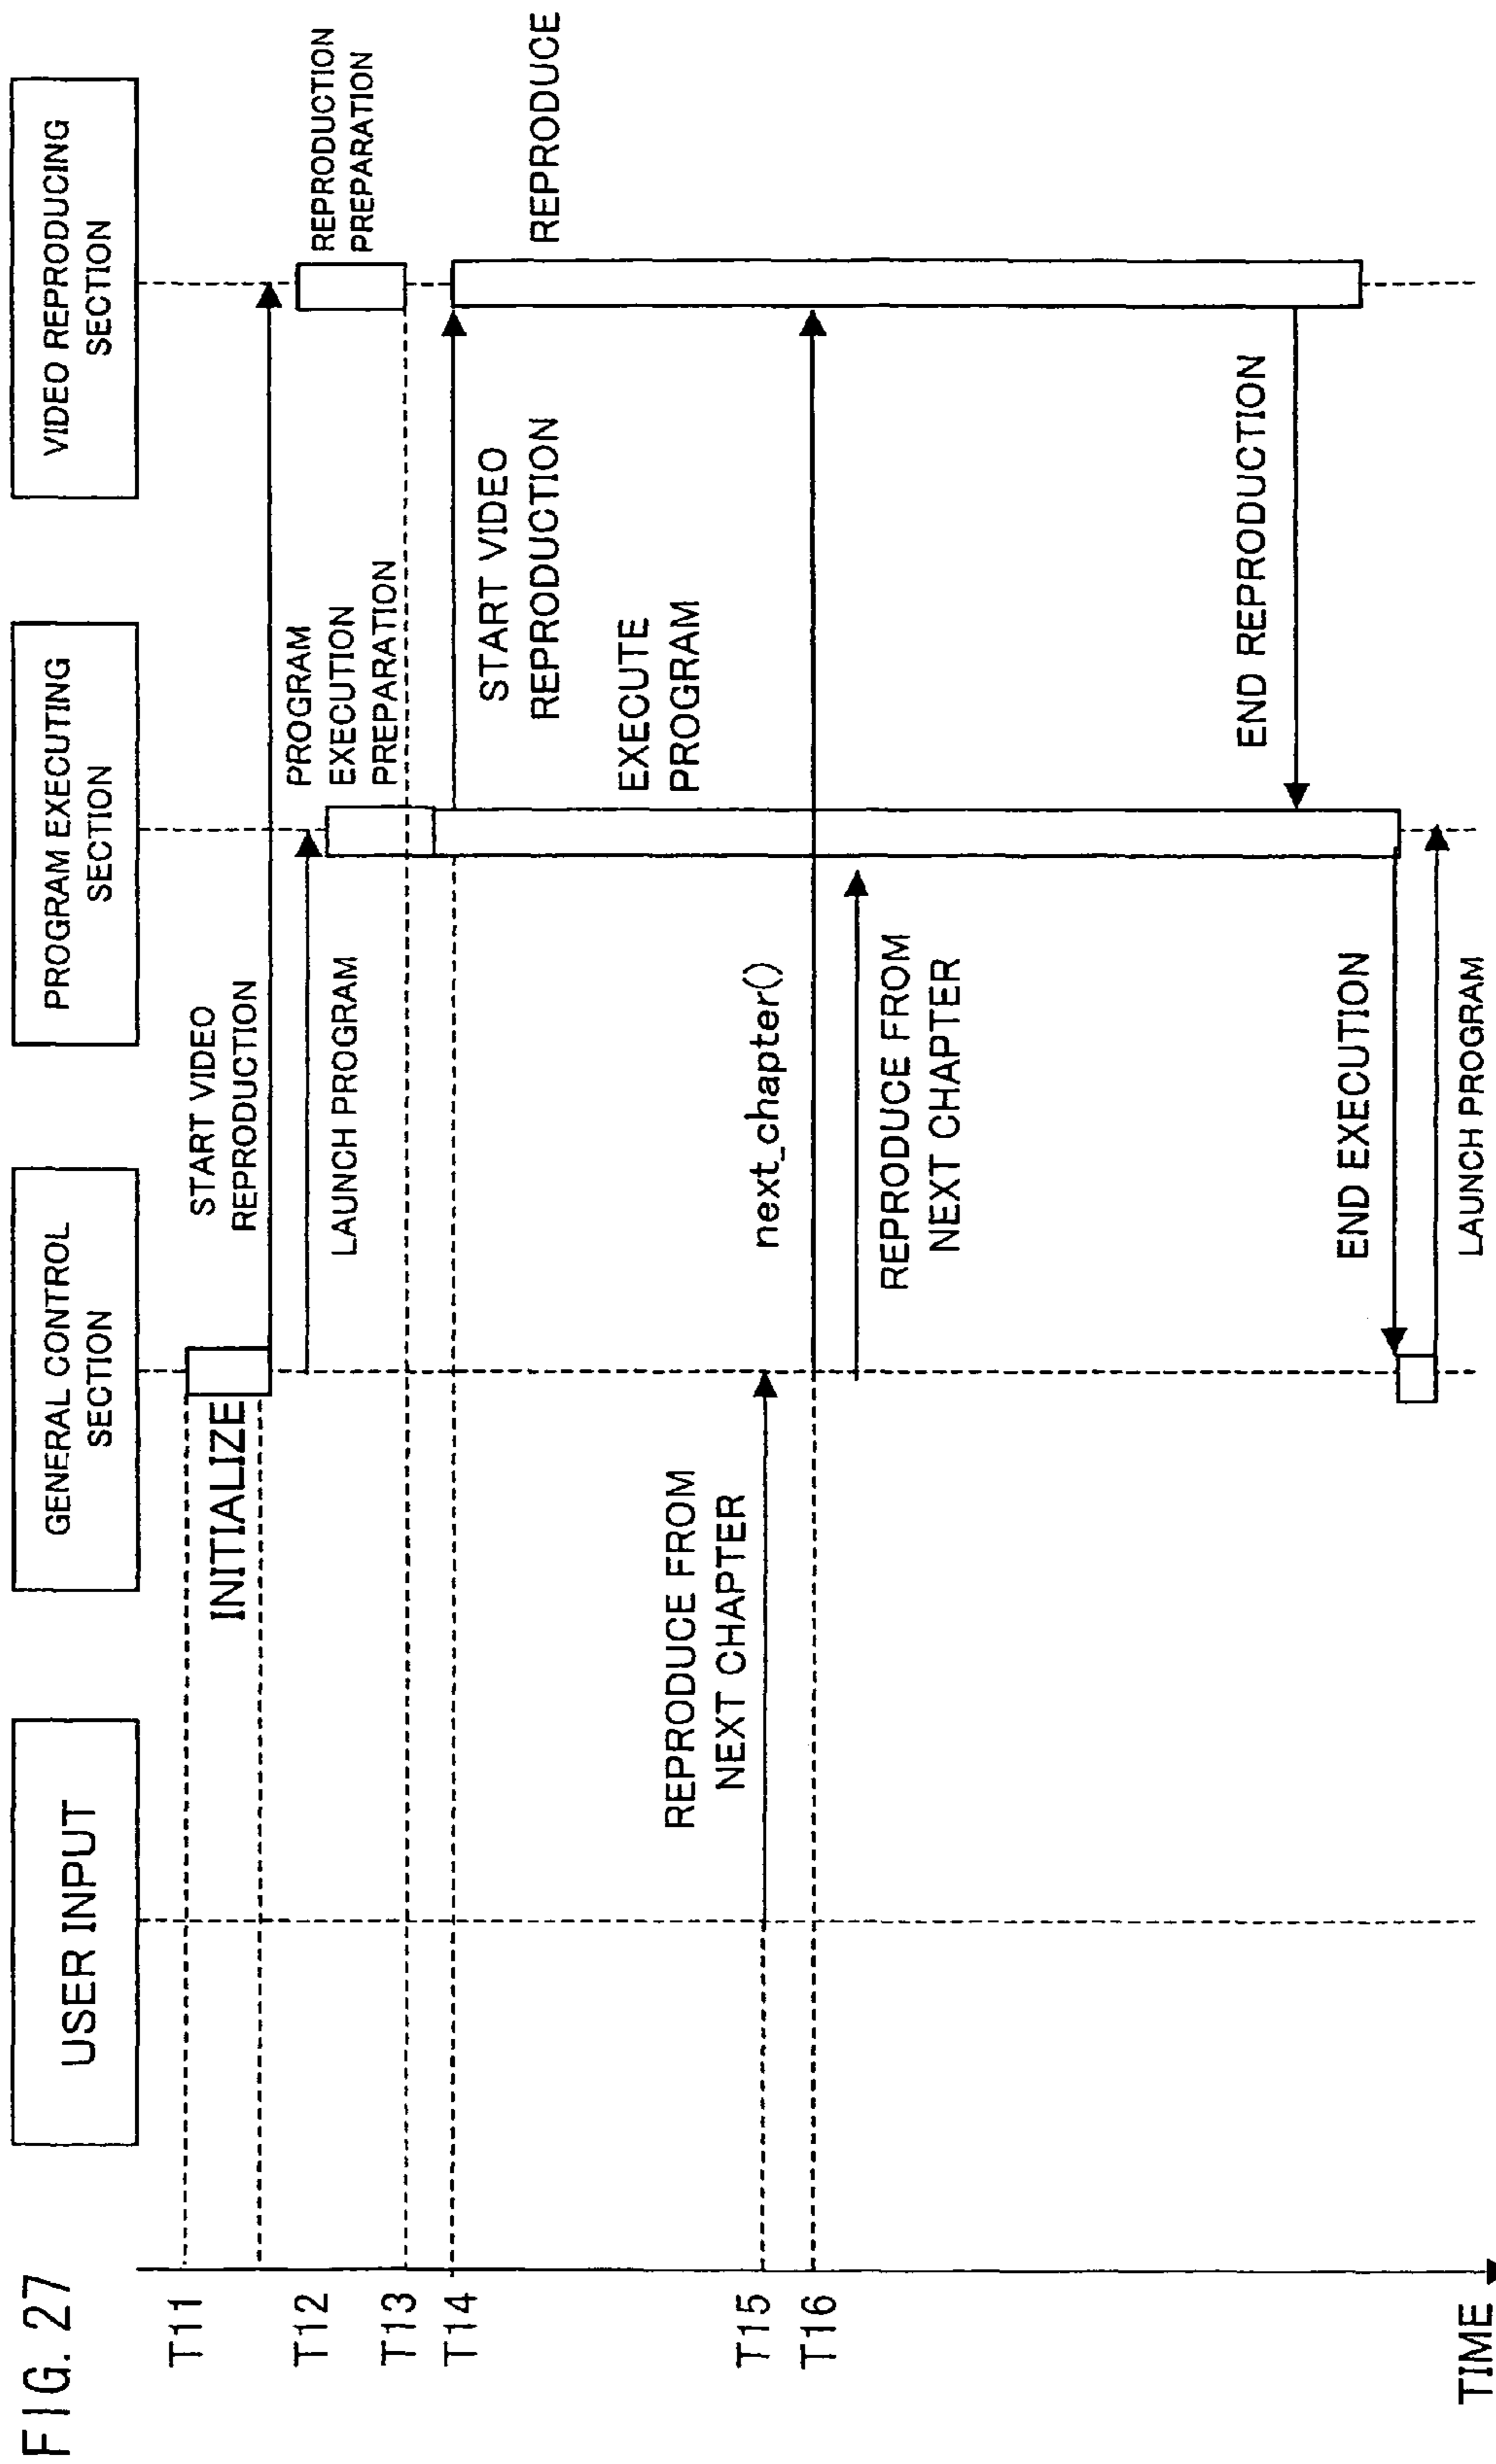 FIG. 27
USER INPUT
GENERAL CONTROL
SECTION
PROGRAM EXECUTING
SECTION
VIDEO REPRODUCING
SECTION
T11
INITIALIZE
START VIDEO
REPRODUCTION
T12
LAUNCH PROGRAM
PROGRAM
EXECUTION
PREPARATION
REPRODUCTION
PREPARATION
T13
T14
START VIDEO
REPRODUCTION
REPRODUCE
EXECUTE
PROGRAM
T15
REPRODUCE FROM
NEXT CHAPTER
T16
next_chapter()
REPRODUCE FROM
NEXT CHAPTER
END REPRODUCTION
END EXECUTION
LAUNCH PROGRAM
TIME